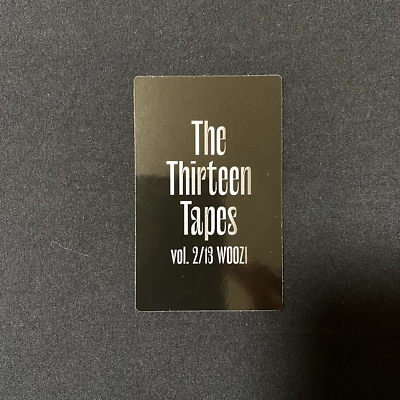 The
Thirteen
Tapes
vol. 2/13 WOOZI